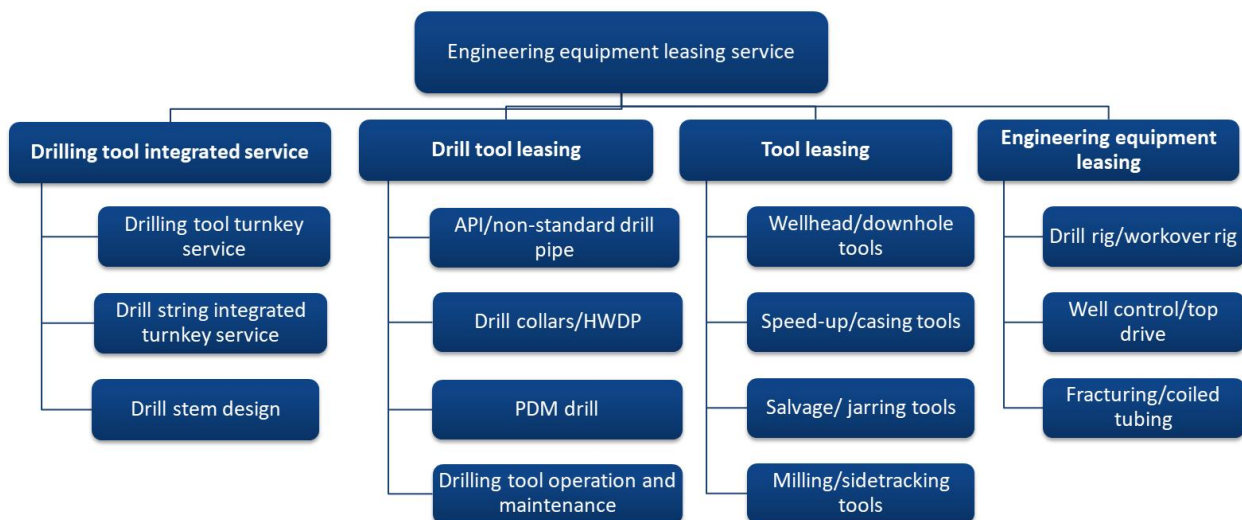 Engineering equipment leasing service
Drilling tool integrated service
Drilling tool turnkey
service
Drill string integrated
turnkey service
Drill stem design
Drill tool leasing
API/non-standard drill
pipe
Drill collars/HWDP
PDM drill
Drilling tool operation and
maintenance
Tool leasing
Wellhead/downhole
tools
Speed-up/casing tools
Salvage/ jarring tools
Milling/sidetracking
tools
Engineering equipment
leasing
Drill rig/workover rig
Well control/top
drive
Fracturing/coiled
tubing